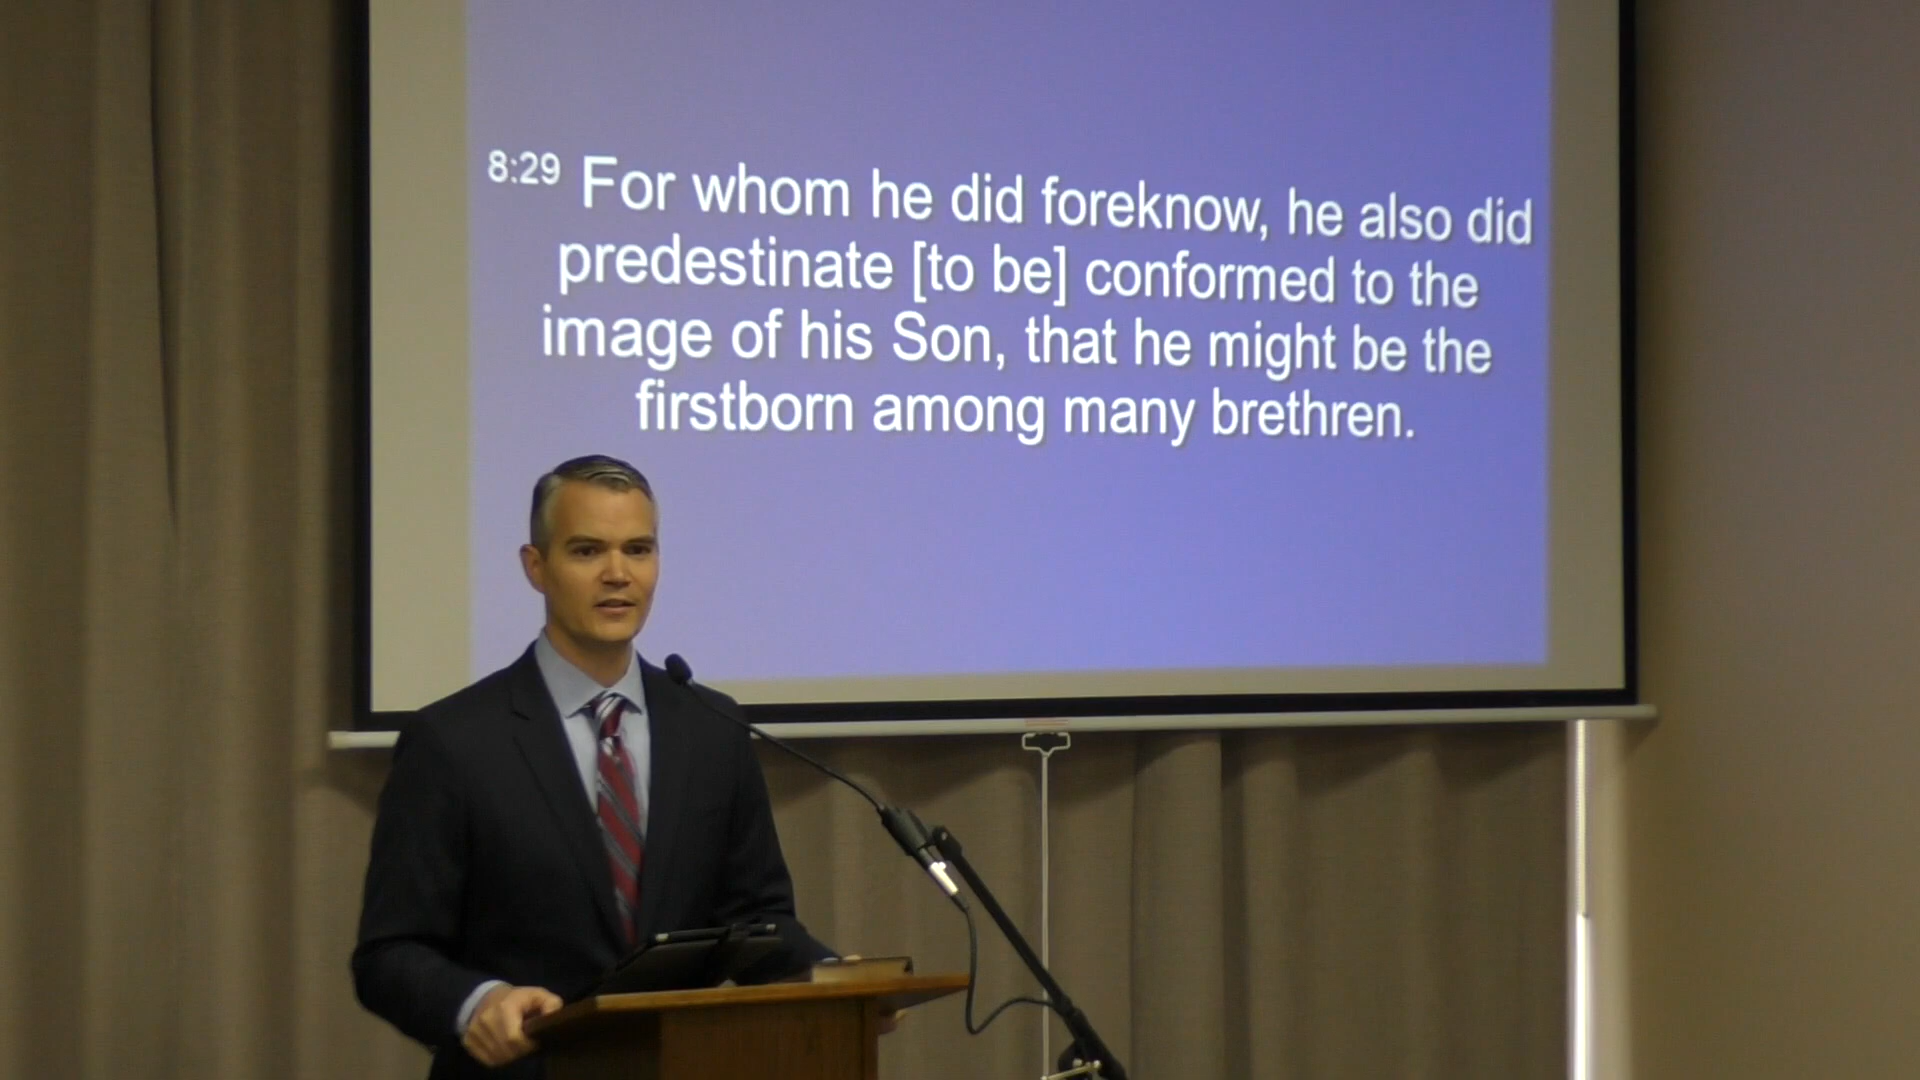 8:29 For whom he did foreknow, he also did
predestinate [to be] conformed to the
image of his Son, that he might be the
firstborn among many brethren.